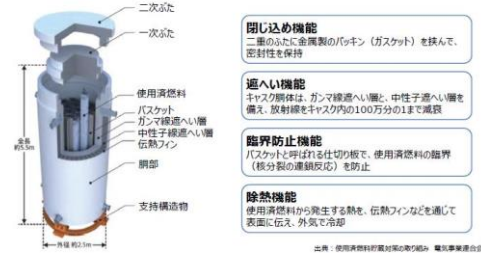 二次ぶた
一次ぶた
使用済燃料
バスケット
ガンマ線遮へい層
中性子線遮へい層
伝熱フィン
胴部
支持構造物
全長
約5.5m
外径 約2.5m
閉じ込め機能
二重のふたに金属製のパッキン（ガスケット）を挟んで、
密封性を保持
遮へい機能
キャスク胴体は、ガンマ線遮へい層と、中性子遮へい層を
備え、放射線をキャスク内の100万分の1まで減衰
臨界防止機能
バスケットと呼ばれる仕切り板で、使用済燃料の臨界
（核分裂の連鎖反応）を防止
除熱機能
使用済燃料から発生する熱を、伝熱フィンなどを通じて
表面に伝え、外気で冷却
出典：使用済燃料貯蔵対策の取り組み 電気事業連合会